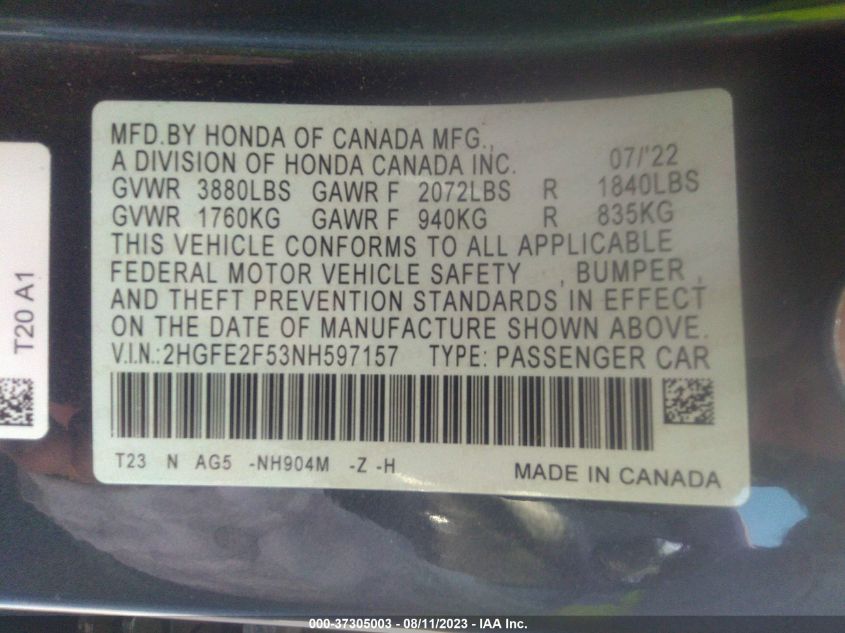 MFD.BY HONDA OF CANADA MFG.,
A DIVISION OF HONDA CANADA INC. 07/'22
GVWR 3880LBS GAWR F 2072LBS R 1840LBS
GVWR 1760KG GAWR F 940KG R 835KG
THIS VEHICLE CONFORMS TO ALL APPLICABLE
FEDERAL MOTOR VEHICLE SAFETY , BUMPER ,
AND THEFT PREVENTION STANDARDS IN EFFECT
ON THE DATE OF MANUFACTURE SHOWN ABOVE.
V.I.N.:2HGFE2F53NH597157 TYPE: PASSENGER CAR
T23 N AG5 -NH904M -Z -H
MADE IN CANADA
T20 A1
000-37305003 - 08/11/2023 - IAA Inc.